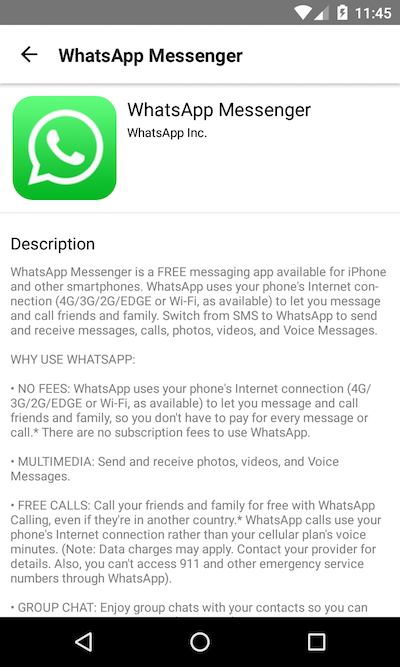 11:45
WhatsApp Messenger
WhatsApp Messenger
WhatsApp Inc.
Description
WhatsApp Messenger is a FREE messaging app available for iPhone
and other smartphones. WhatsApp uses your phone's Internet con-
nection (4G/3G/2G/EDGE or Wi-Fi, as available) to let you message
and call friends and family. Switch from SMS to WhatsApp to send
and receive messages, calls, photos, videos, and Voice Messages.
WHY USE WHATSAPP:
• NO FEES: WhatsApp uses your phone's Internet connection (4G/
3G/2G/EDGE or Wi-Fi, as available) to let you message and call
friends and family, so you don't have to pay for every message or
call.* There are no subscription fees to use WhatsApp.
• MULTIMEDIA: Send and receive photos, videos, and Voice
Messages.
• FREE CALLS: Call your friends and family for free with WhatsApp
Calling, even if they're in another country.* WhatsApp calls use your
phone's Internet connection rather than your cellular plan's voice
minutes. (Note: Data charges may apply. Contact your provider for
details. Also, you can't access 911 and other emergency service
numbers through WhatsApp).
• GROUP CHAT: Enjoy group chats with your contacts so you can